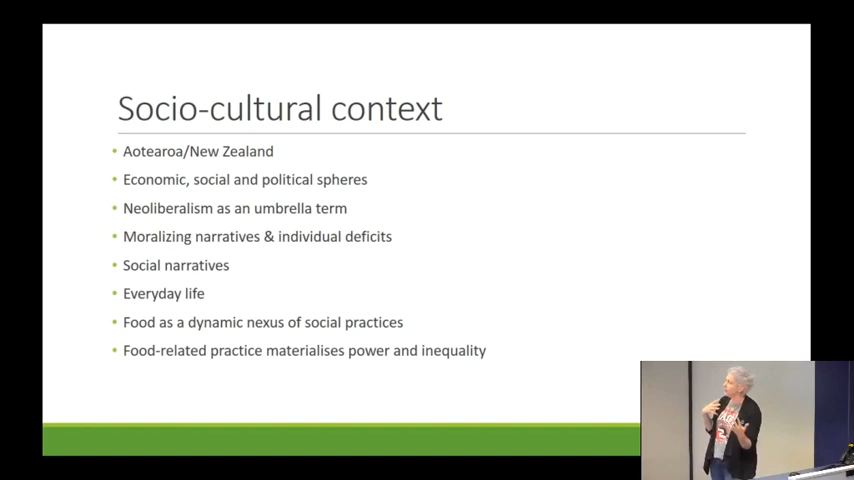 Socio-cultural context
• Aotearoa/New Zealand
• Economic, social and political spheres
• Neoliberalism as an umbrella term
• Moralizing narratives & individual deficits
• Social narratives
• Everyday life
• Food as a dynamic nexus of social practices
• Food-related practice materialises power and inequality